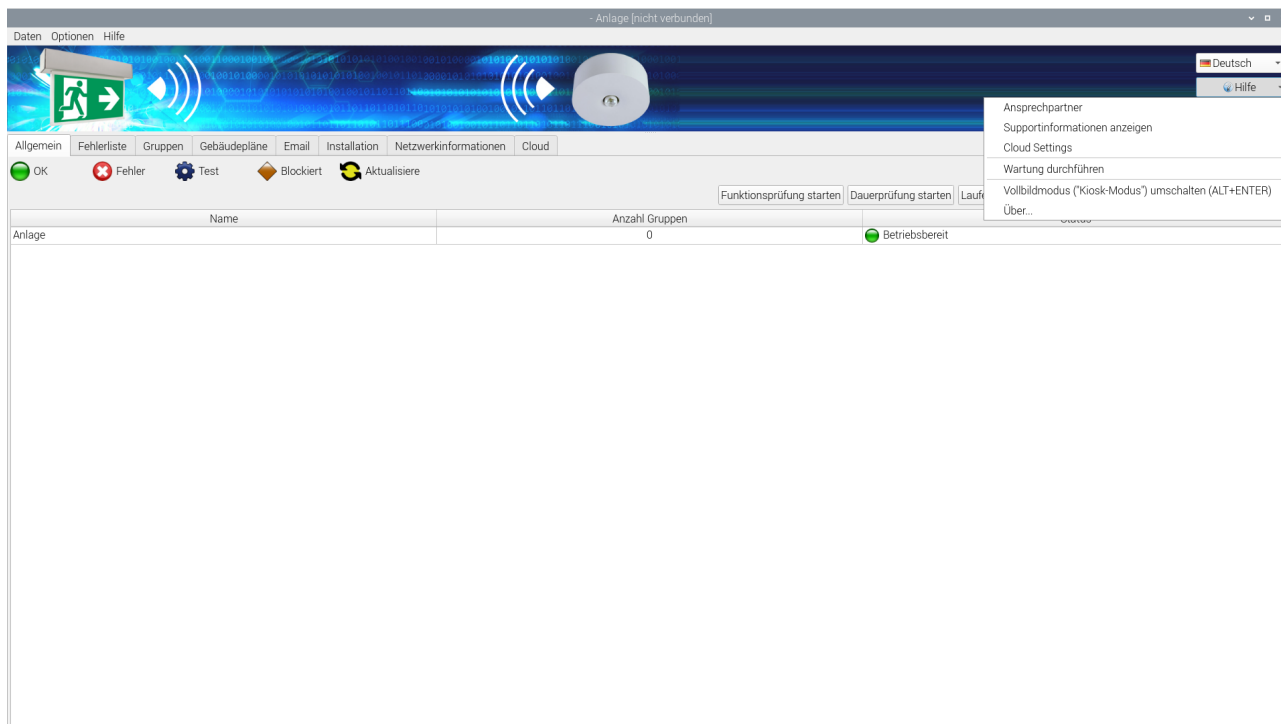 - Anlage [nicht verbunden]
Daten Optionen Hilfe
Deutsch
Hilfe
Ansprechpartner
Supportinformationen anzeigen
Cloud Settings
Wartung durchführen
Vollbildmodus ("Kiosk-Modus") umschalten (ALT+ENTER)
Über...
Allgemein Fehlerliste Gruppen Gebäudepläne Email Installation Netzwerkinformationen Cloud
OK Fehler Test Blockiert Aktualisiere
Funktionsprüfung starten Dauerprüfung starten
Name Anzahl Gruppen
Anlage 0 Betriebsbereit